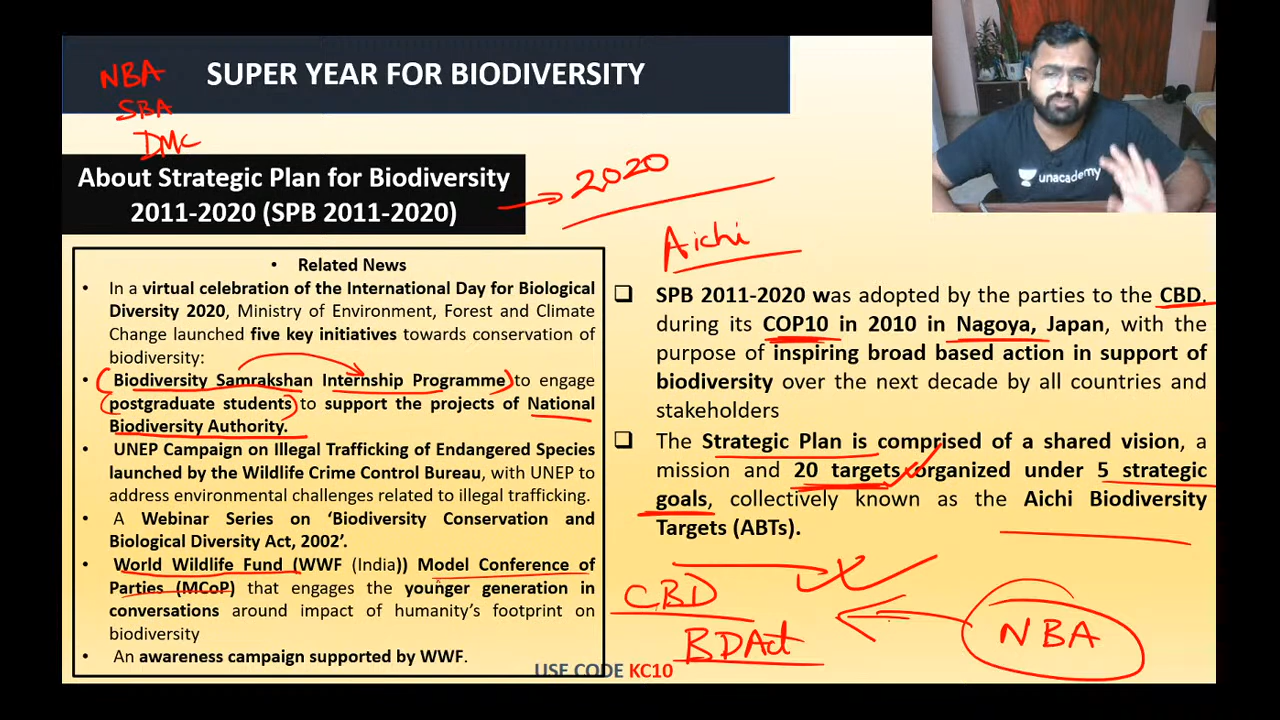 SUPER YEAR FOR BIODIVERSITY
NBA
SBA
DMC
unacademy
About Strategic Plan for Biodiversity
2011-2020 (SPB 2011-2020)
2020
Aichi
• Related News
• In a virtual celebration of the International Day for Biological
Diversity 2020, Ministry of Environment, Forest and Climate
Change launched five key initiatives towards conservation of
biodiversity:
• Biodiversity Samrakshan Internship Programme to engage
postgraduate students to support the projects of National
Biodiversity Authority.
• UNEP Campaign on Illegal Trafficking of Endangered Species
launched by the Wildlife Crime Control Bureau, with UNEP to
address environmental challenges related to illegal trafficking.
• A Webinar Series on ‘Biodiversity Conservation and
Biological Diversity Act, 2002’.
• World Wildlife Fund (WWF (India)) Model Conference of
Parties (MCoP) that engages the younger generation in
conversations around impact of humanity’s footprint on
biodiversity
• An awareness campaign supported by WWF.
❑ SPB 2011-2020 was adopted by the parties to the CBD,
during its COP10 in 2010 in Nagoya, Japan, with the
purpose of inspiring broad based action in support of
biodiversity over the next decade by all countries and
stakeholders
❑ The Strategic Plan is comprised of a shared vision, a
mission and 20 targets organized under 5 strategic
goals, collectively known as the Aichi Biodiversity
Targets (ABTs).
CBD
BDAct
NBA
USE CODE KC10